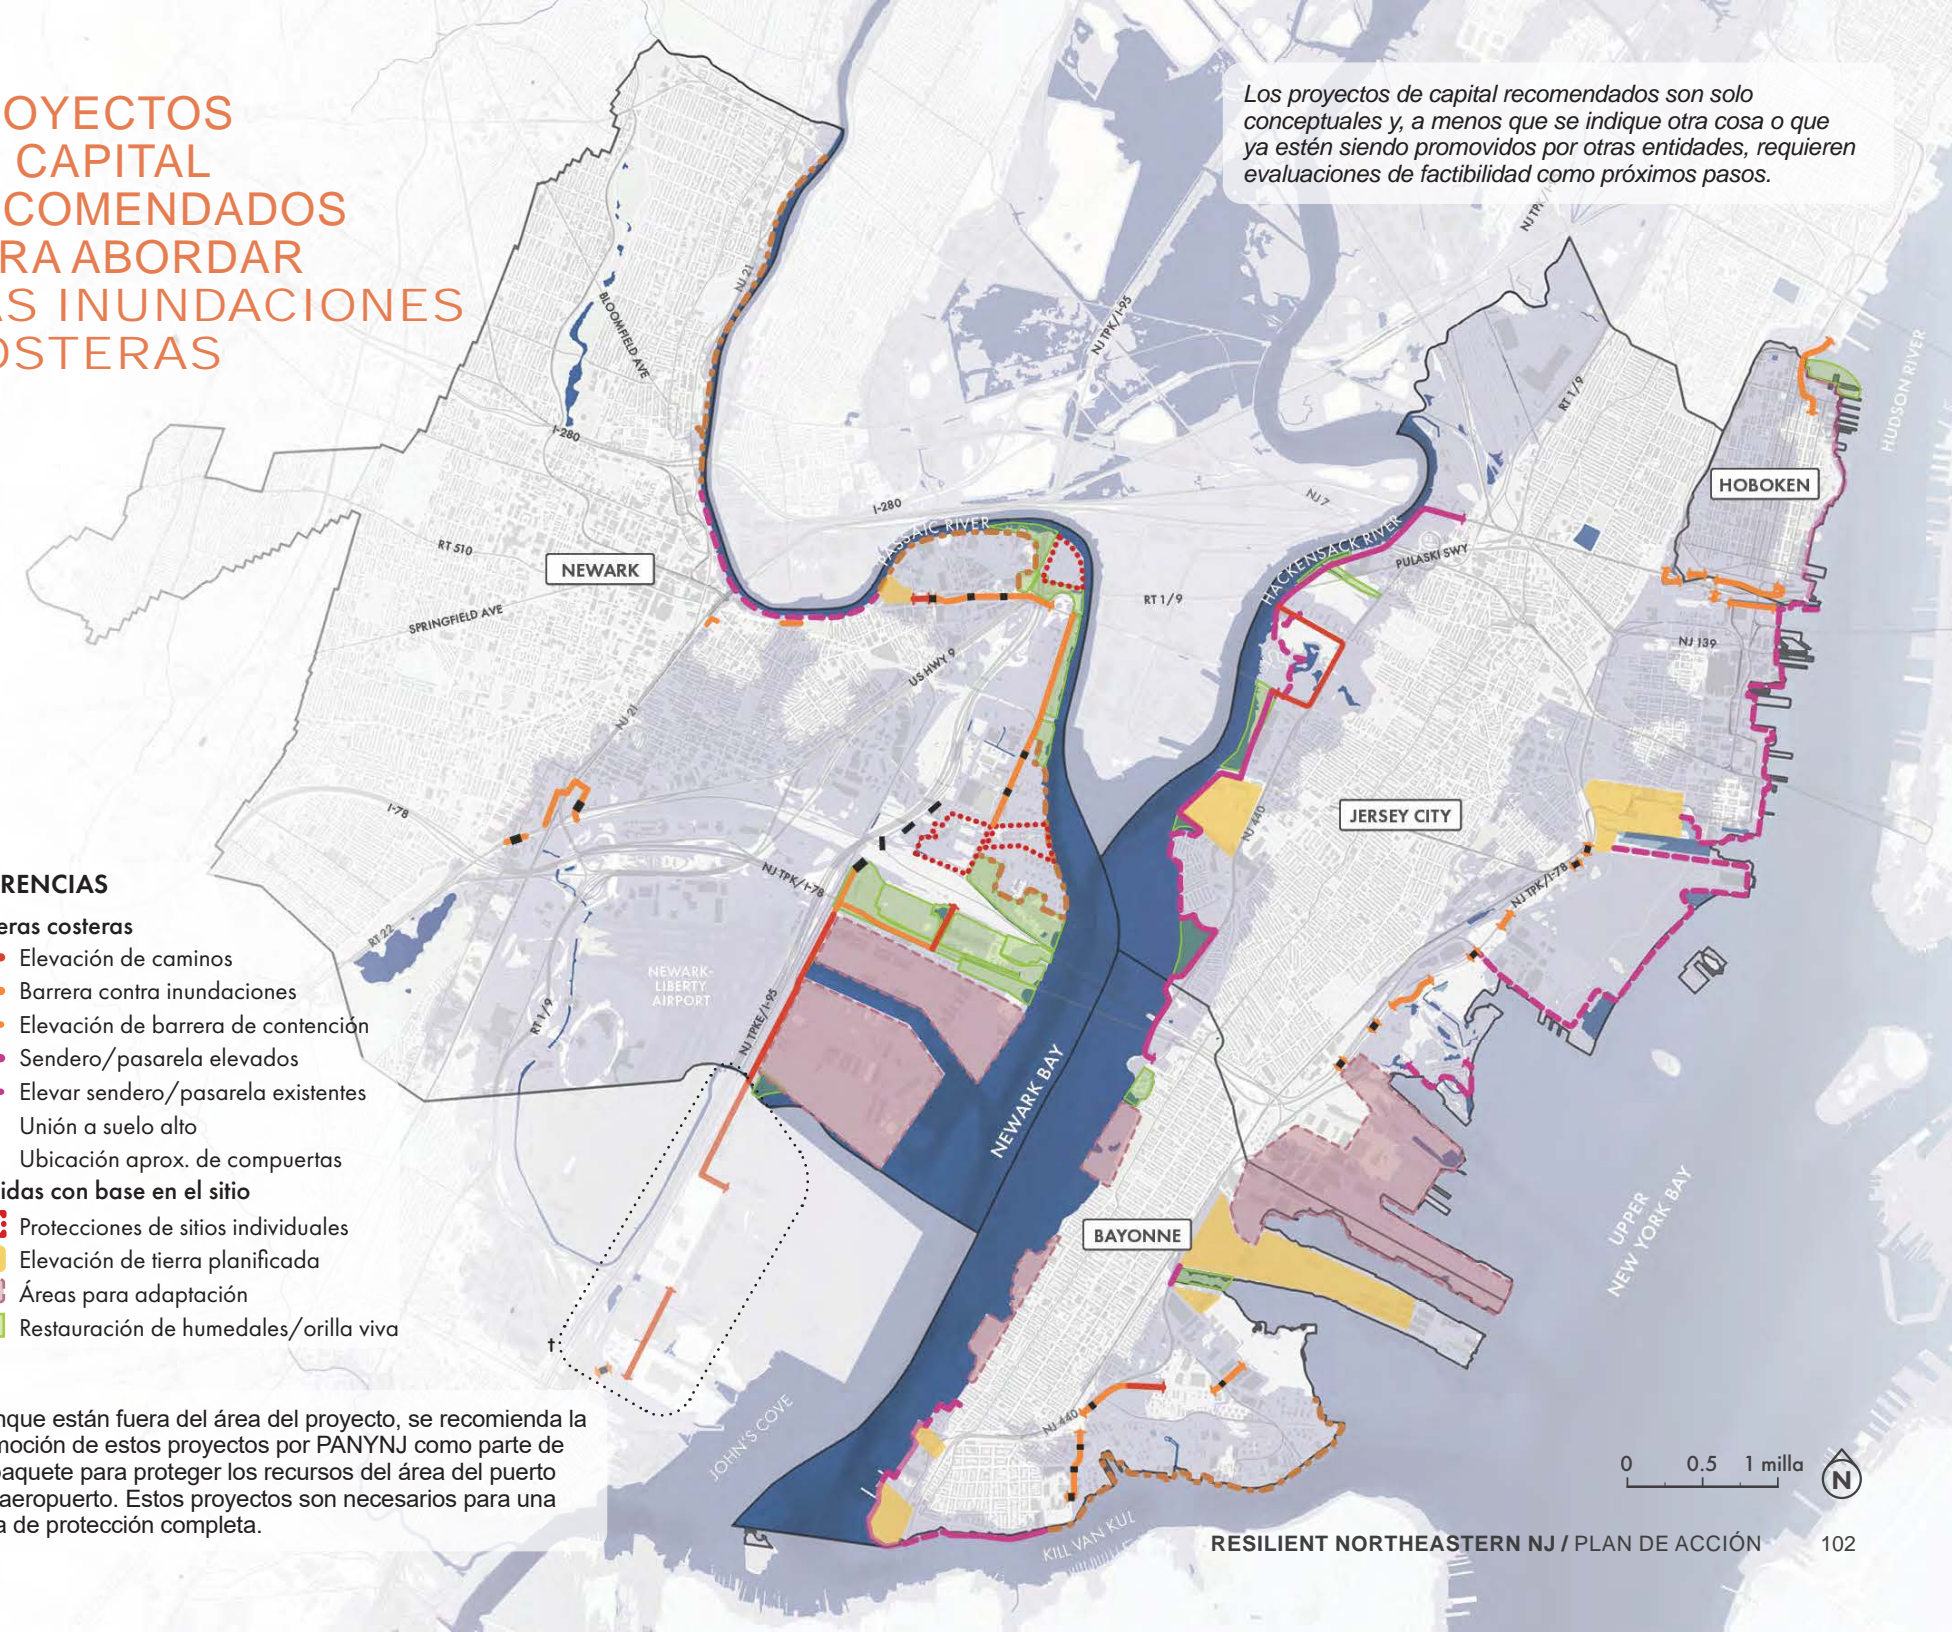 OYECTOS
CAPITAL
COMENDADOS
RA ABORDAR
AS INUNDACIONES
OSTERAS
Los proyectos de capital recomendados son solo
conceptuales y, a menos que se indique otra cosa o que
ya estén siendo promovidos por otras entidades, requieren
evaluaciones de factibilidad como próximos pasos.
NJ TPK/I-
NJ 21
BLOOMFIELD AVE
NJ TPK/I-95
RT 1/9
HUDSON RIVER
I-280
HOBOKEN
I-280
NJ 7
PASSAIC RIVER
HACKENSACK RIVER
RT 510
NEWARK
PULASKI SWY
RT 1/9
SPRINGFIELD AVE
NJ 139
US HWY 9
NJ 21
I-78
JERSEY CITY
NJ 440
NJ TPK/I-78
NJ TPK/I-78
RT 22
NEWARK-
LIBERTY
AIRPORT
RT 1/9
NJ TPKE/I-95
NEWARK BAY
BAYONNE
UPPER
NEW YORK BAY
JOHN'S COVE
NJ 440
KILL VAN KUL
RENCIAS
eras costeras
Elevación de caminos
Barrera contra inundaciones
Elevación de barrera de contención
Sendero/pasarela elevados
Elevar sendero/pasarela existentes
Unión a suelo alto
Ubicación aprox. de compuertas
idas con base en el sitio
Protecciones de sitios individuales
Elevación de tierra planificada
Áreas para adaptación
Restauración de humedales/orilla viva
†
nque están fuera del área del proyecto, se recomienda la
moción de estos proyectos por PANYNJ como parte de
paquete para proteger los recursos del área del puerto
aeropuerto. Estos proyectos son necesarios para una
a de protección completa.
0 0.5 1 milla
N
RESILIENT NORTHEASTERN NJ / PLAN DE ACCIÓN 102